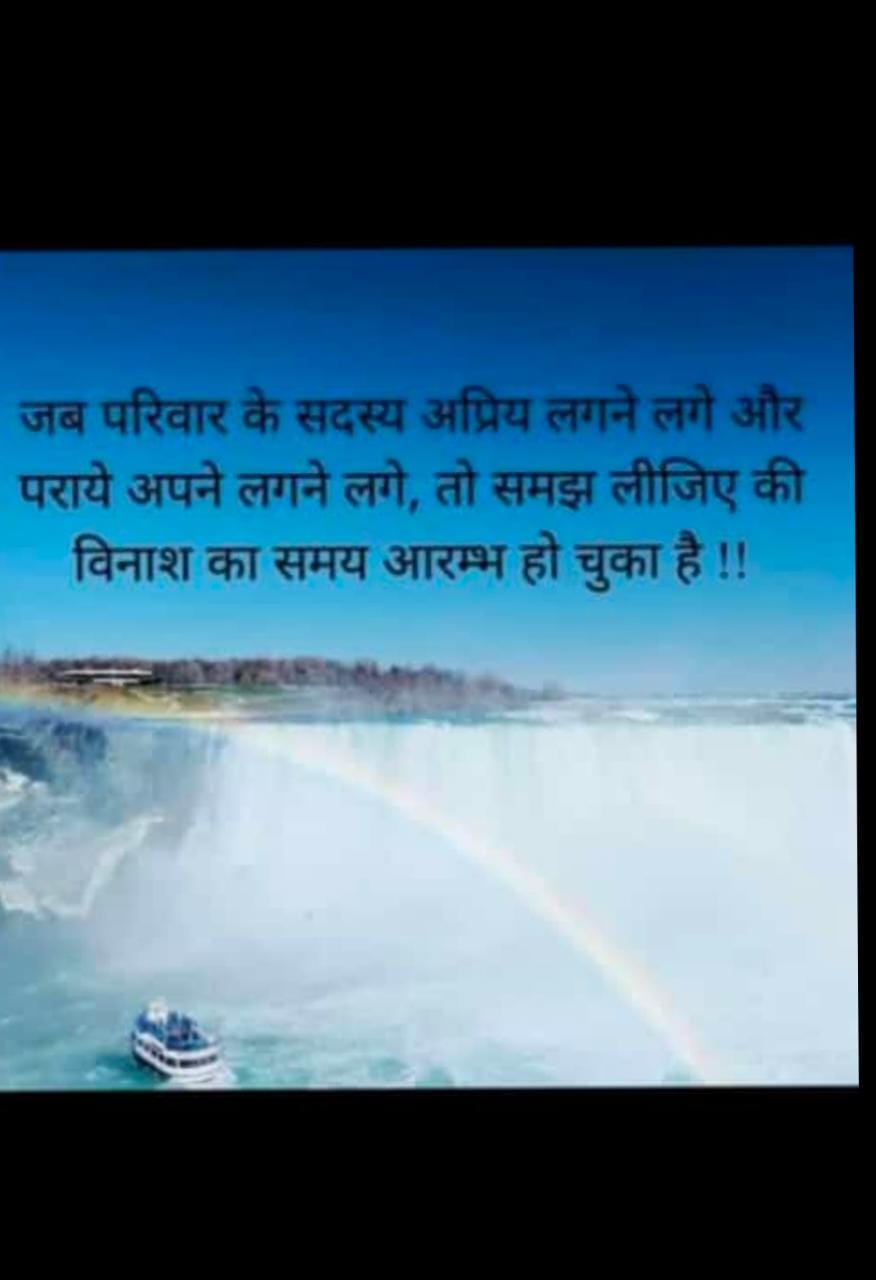 जब परिवार के सदस्य अप्रिय लगने लगे और
पराये अपने लगने लगे, तो समझ लीजिए की
विनाश का समय आरम्भ हो चुका है !!